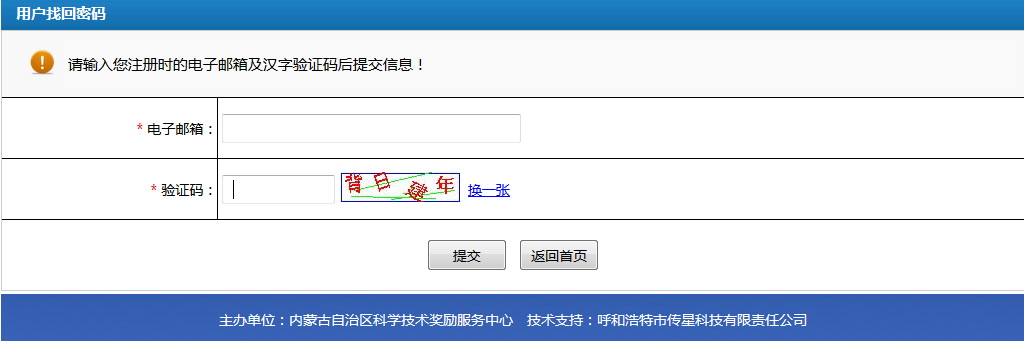 用户找回密码
请输入您注册时的电子邮箱及汉字验证码后提交信息！
* 电子邮箱：
* 验证码： 换一张
提交 返回首页
主办单位：内蒙古自治区科学技术奖励服务中心 技术支持：呼和浩特市传星科技有限责任公司